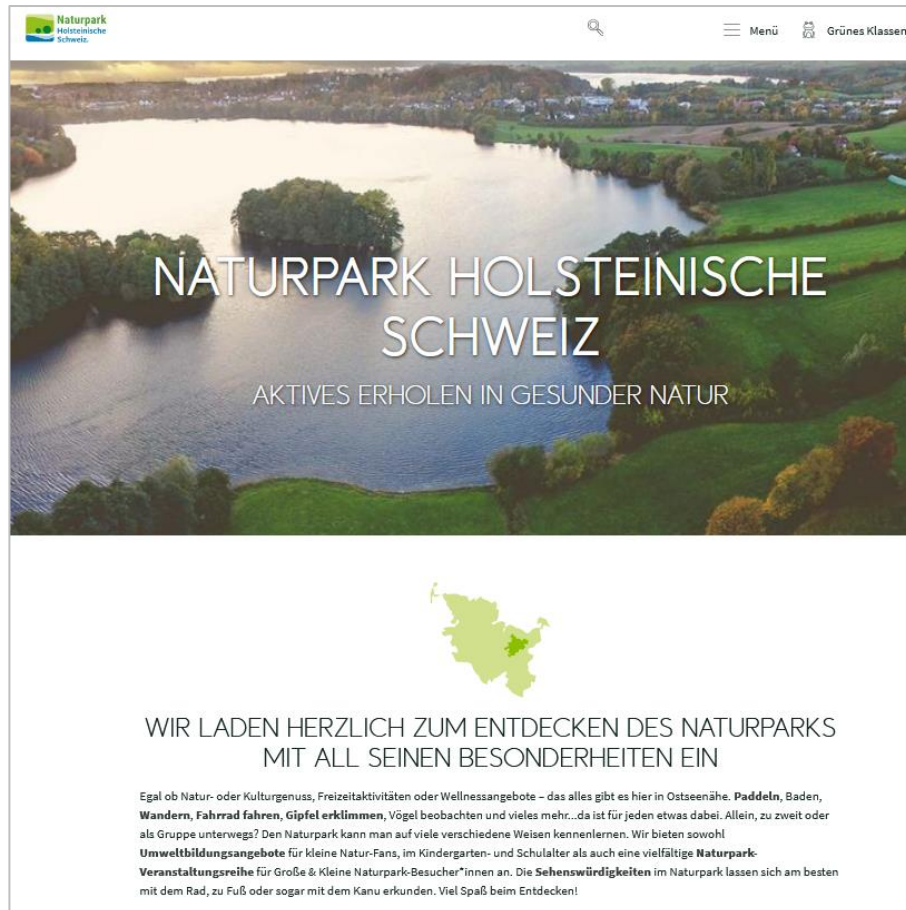 Naturpark
Holsteinische
Schweiz.
Menü
Grünes Klassen
NATURPARK HOLSTEINISCHE
SCHWEIZ
AKTIVES ERHOLEN IN GESUNDER NATUR
WIR LADEN HERZLICH ZUM ENTDECKEN DES NATURPARKS
MIT ALL SEINEN BESONDERHEITEN EIN
Egal ob Natur- oder Kulturgenuss, Freizeitaktivitäten oder Wellnessangebote – das alles gibt es hier in Ostseenähe. Paddeln, Baden,
Wandern, Fahrrad fahren, Gipfel erklimmen, Vögel beobachten und vieles mehr...da ist für jeden etwas dabei. Allein, zu zweit oder
als Gruppe unterwegs? Den Naturpark kann man auf viele verschiedene Weisen kennenlernen. Wir bieten sowohl
Umweltbildungsangebote für kleine Natur-Fans, im Kindergarten- und Schulalter als auch eine vielfältige Naturpark-
Veranstaltungsreihe für Große & Kleine Naturpark-Besucher*innen an. Die Sehenswürdigkeiten im Naturpark lassen sich am besten
mit dem Rad, zu Fuß oder sogar mit dem Kanu erkunden. Viel Spaß beim Entdecken!